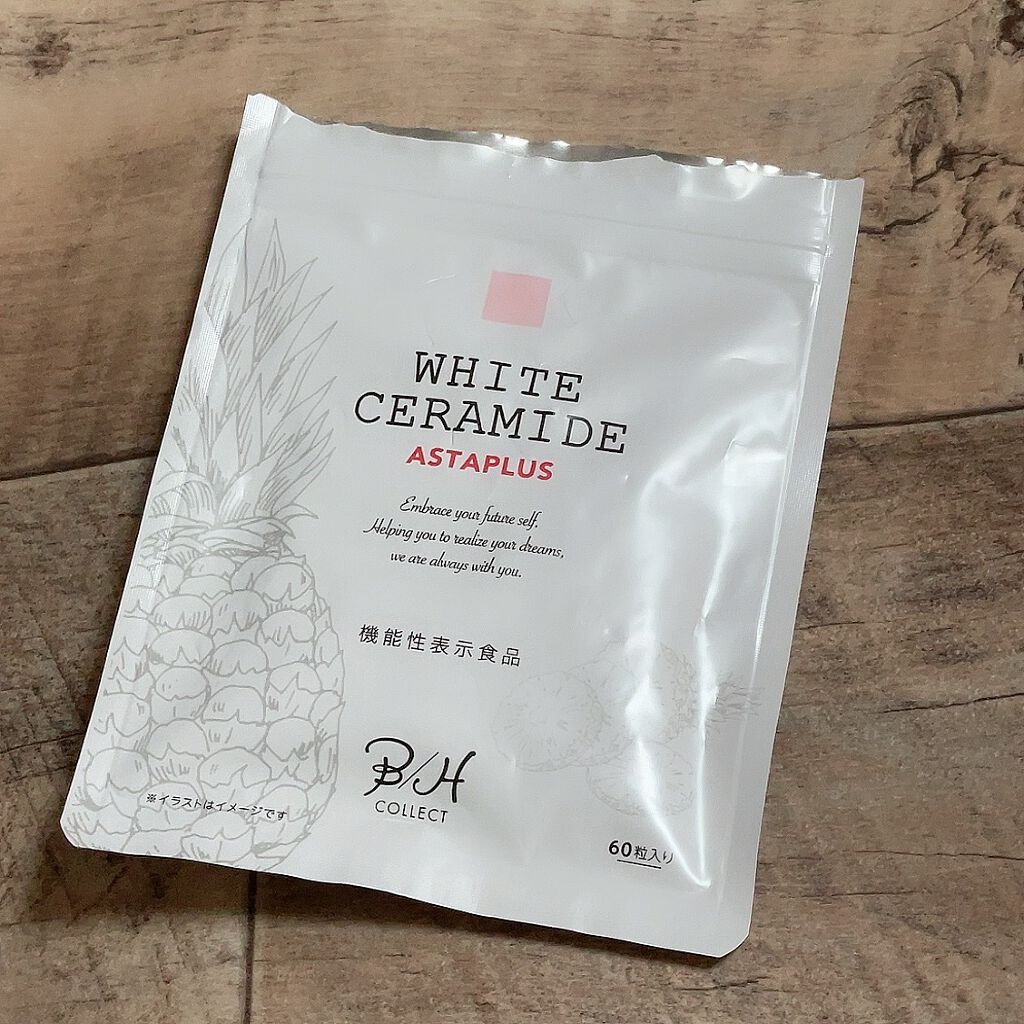 WHITE
CERAMIDE
ASTAPLUS
Embrace your future self.
Helping you to realize your dreams,
we are always with you.
機能性表示食品
B/H
COLLECT
※イラストはイメージです
60粒入り